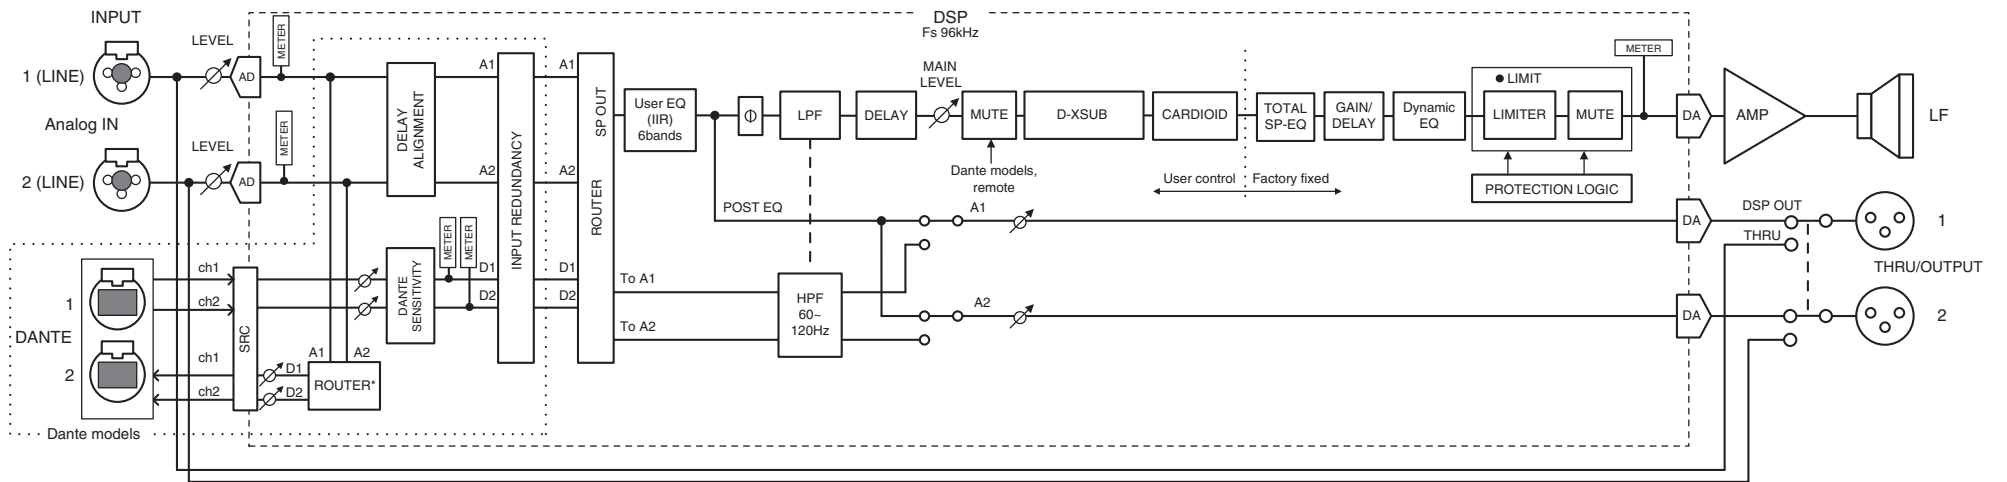 INPUT
DSP
Fs 96kHz
LEVEL
METER
METER
1 (LINE)
AD
A1
A1
MAIN
LEVEL
LIMIT
Analog IN
METER
DELAY
ALIGNMENT
SP OUT
User EQ
(IIR)
6bands
Φ
LPF
DELAY
MUTE
D-XSUB
CARDIOID
TOTAL
SP-EQ
GAIN/
DELAY
Dynamic
EQ
LIMITER
MUTE
DA
AMP
LF
LEVEL
2 (LINE)
AD
A2
A2
Dante models,
remote
User control
Factory fixed
PROTECTION LOGIC
INPUT REDUNDANCY
ROUTER
POST EQ
A1
DA
DSP OUT
1
THRU
METER
METER
ch1
D1
D1
To A1
THRU/OUTPUT
1
ch2
DANTE
SENSITIVITY
D2
D2
HPF
60~
120Hz
A2
DA
2
To A2
DANTE
SRC
ch1
A1
A2
2
D1
ROUTER*
ch2
D2
Dante models